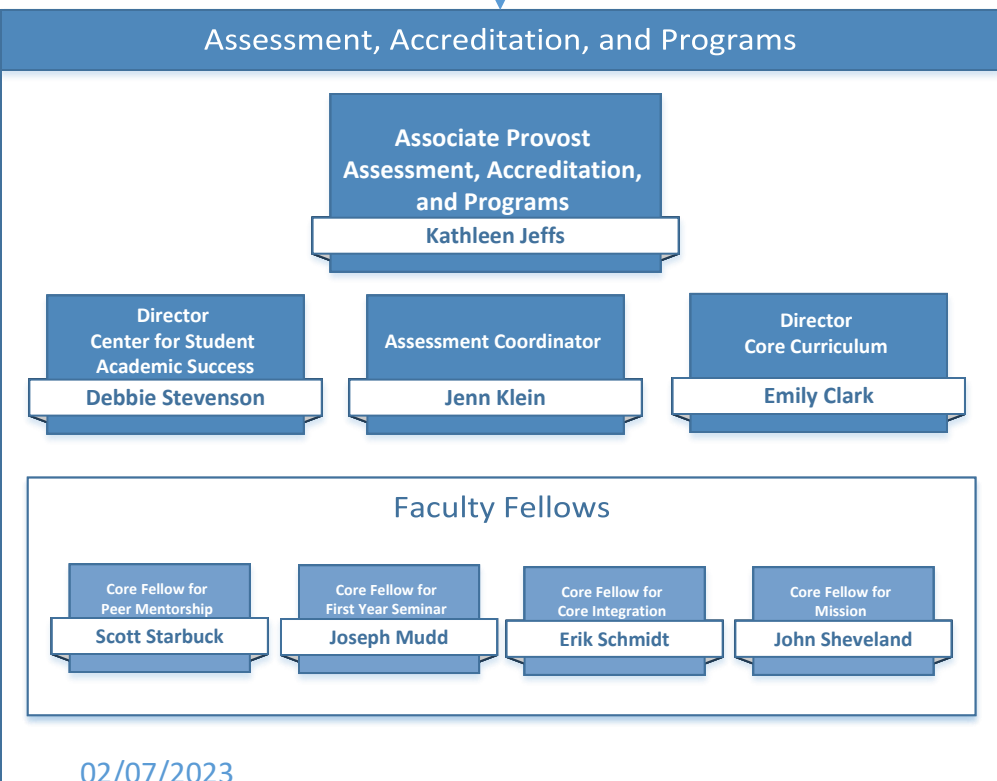 Assessment, Accreditation, and Programs
Associate Provost
Assessment, Accreditation,
and Programs
Kathleen Jeffs
Director
Center for Student
Academic Success
Debbie Stevenson
Assessment Coordinator
Jenn Klein
Director
Core Curriculum
Emily Clark
Faculty Fellows
Core Fellow for
Peer Mentorship
Scott Starbuck
Core Fellow for
First Year Seminar
Joseph Mudd
Core Fellow for
Core Integration
Erik Schmidt
Core Fellow for
Mission
John Sheveland
02/07/2023